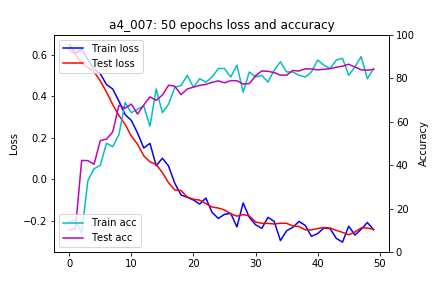 a4_007: 50 epochs loss and accuracy
Train loss
Test loss
Train acc
Test acc
Loss
0.6
0.4
0.2
0.0
−0.2
100
80
60
40
20
0
Accuracy
0 10 20 30 40 50